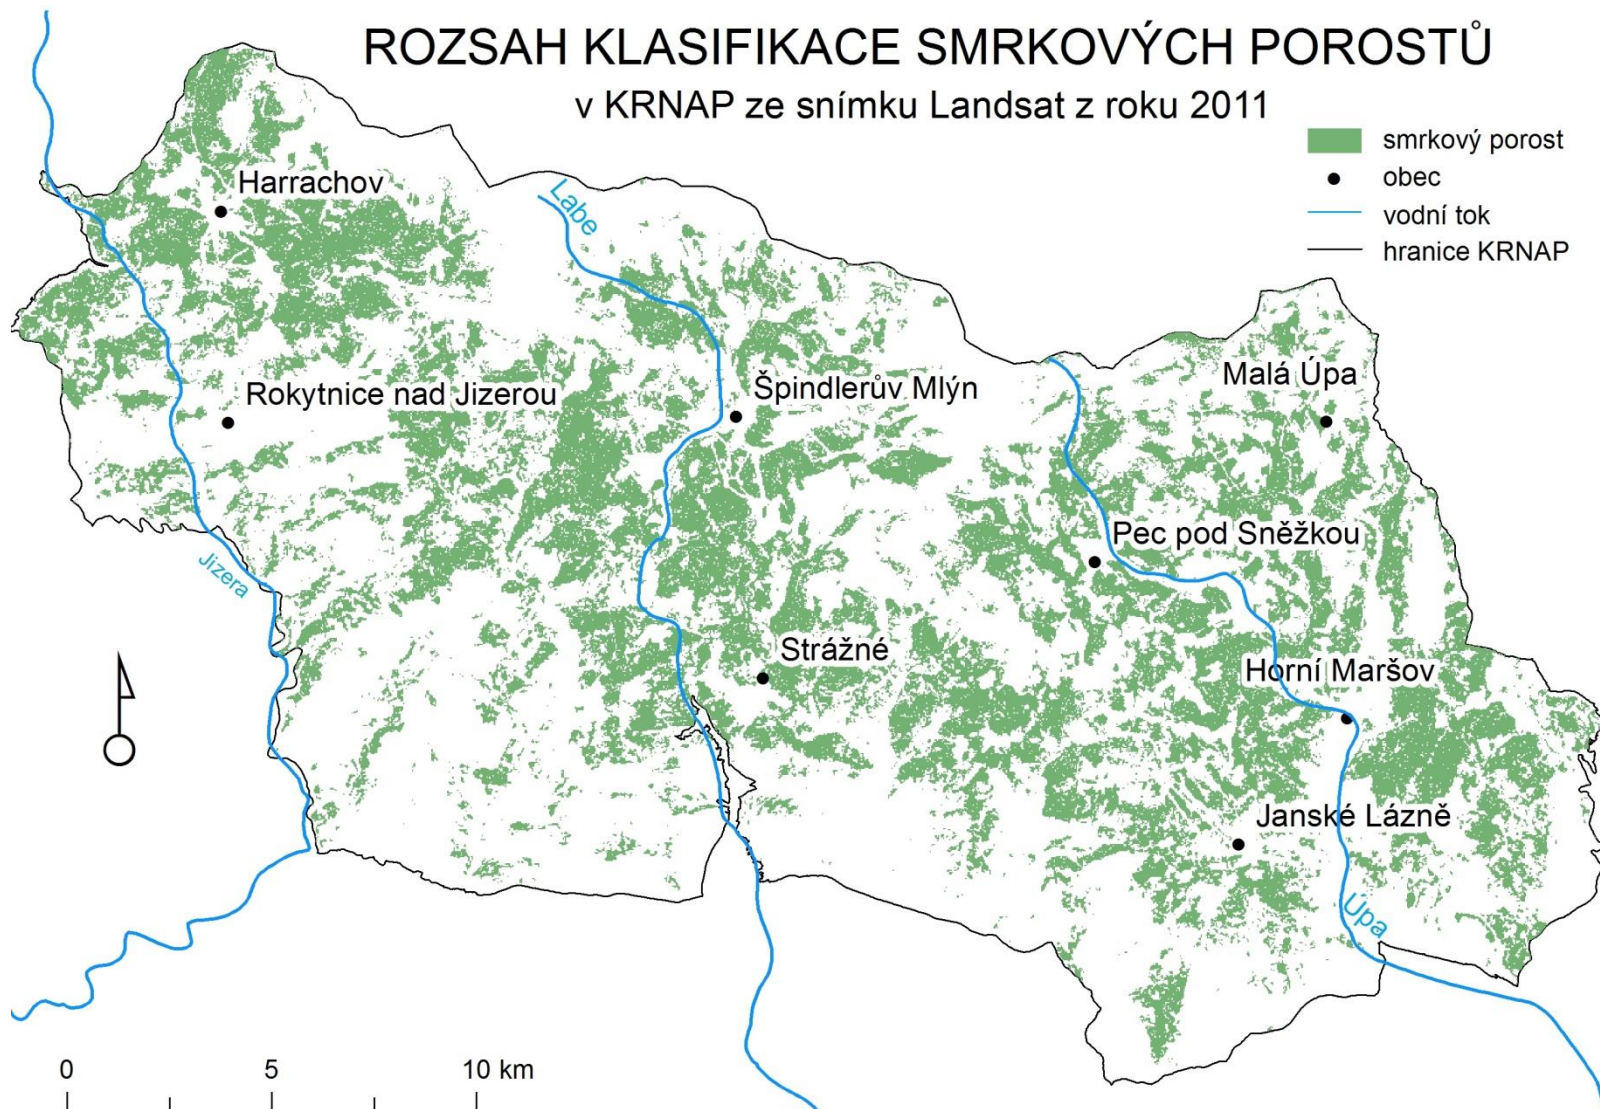 ROZSAH KLASIFIKACE SMRKOVÝCH POROSTŮ
v KRNAP ze snímku Landsat z roku 2011
smrkový porost
obec
vodní tok
hranice KRNAP
Harrachov
Labe
Malá Úpa
Rokytnice nad Jizerou
Špindlerův Mlýn
Pec pod Sněžkou
Jizera
Strážné
Horní Maršov
Janské Lázně
Úpa
0 5 10 km